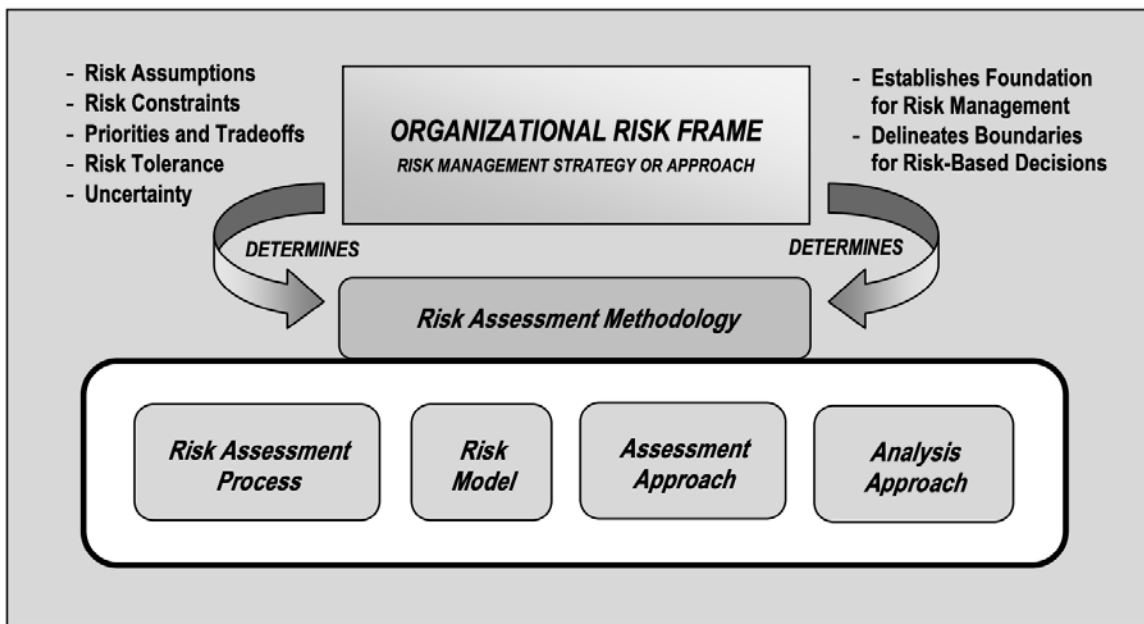 - Risk Assumptions
- Risk Constraints
- Priorities and Tradeoffs
- Risk Tolerance
- Uncertainty
ORGANIZATIONAL RISK FRAME
RISK MANAGEMENT STRATEGY OR APPROACH
- Establishes Foundation
for Risk Management
- Delineates Boundaries
for Risk-Based Decisions
DETERMINES
DETERMINES
Risk Assessment Methodology
Risk Assessment
Process
Risk
Model
Assessment
Approach
Analysis
Approach